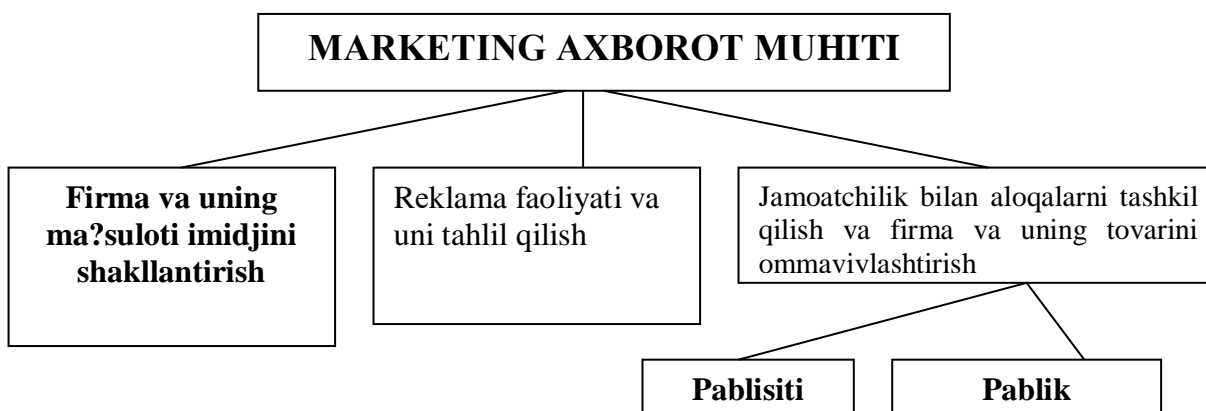 MARKETING AXBOROT MUHITI
Firma va uning
ma?suloti imidjini
shakllantirish
Reklama faoliyati va
uni tahlil qilish
Jamoatchilik bilan aloqalarni tashkil
qilish va firma va uning tovarini
ommavivlashtirish
Pablisiti
Pablik